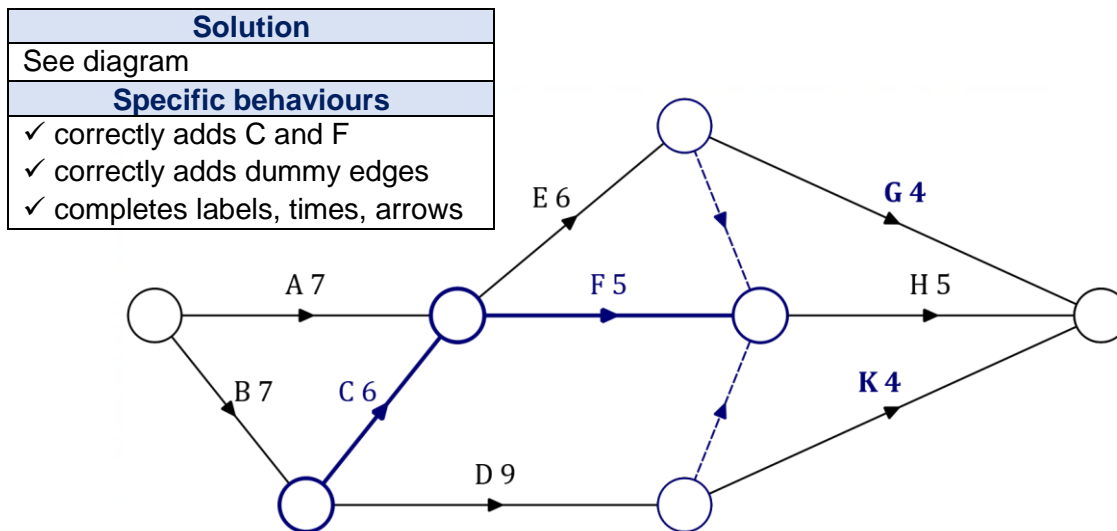 Solution
See diagram
Specific behaviours
✓ correctly adds C and F
✓ correctly adds dummy edges
✓ completes labels, times, arrows
E 6
G 4
A 7
F 5
H 5
B 7
C 6
K 4
D 9